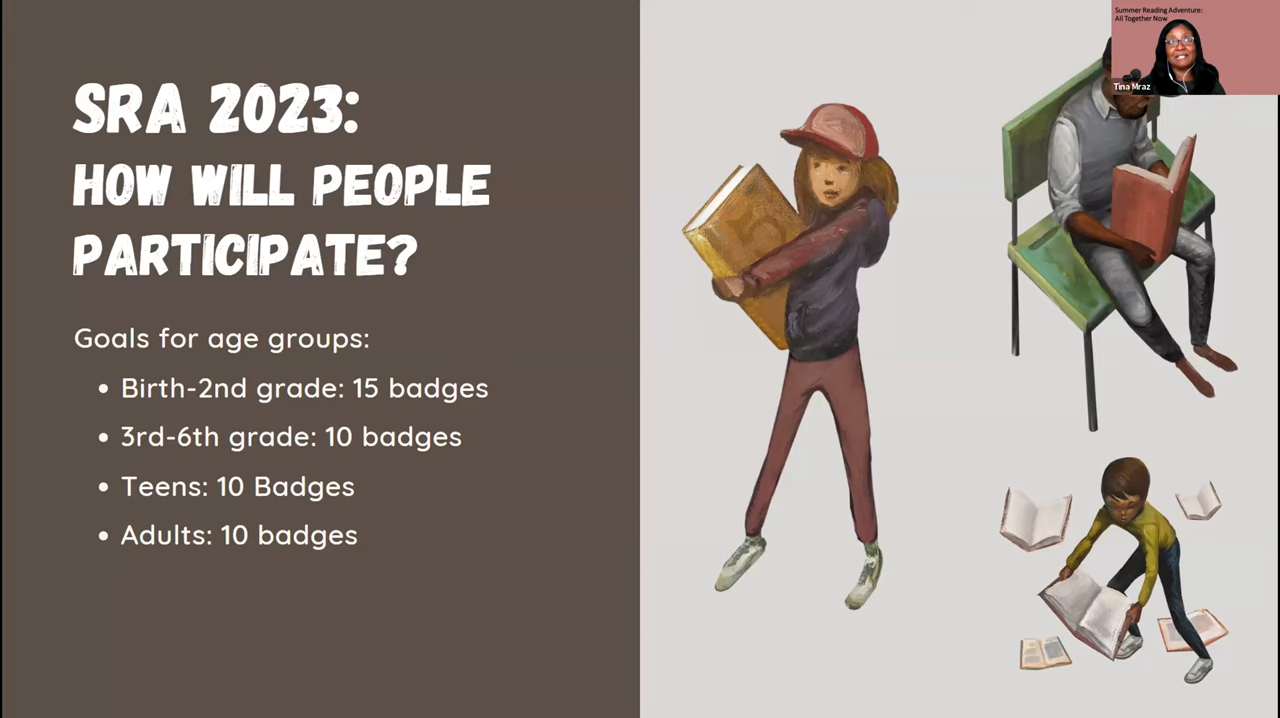 SRA 2023:
HOW WILL PEOPLE
PARTICIPATE?
Goals for age groups:
• Birth-2nd grade: 15 badges
• 3rd-6th grade: 10 badges
• Teens: 10 Badges
• Adults: 10 badges
Summer Reading Adventure:
All Together Now
Tina Mraz